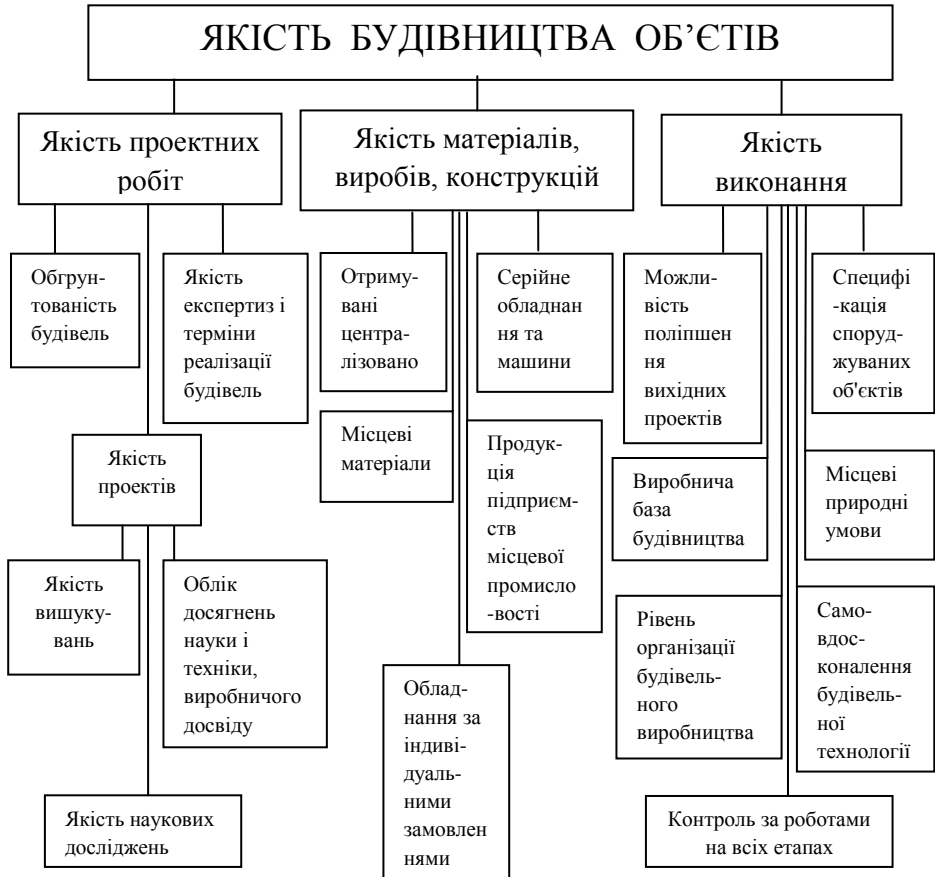 ЯКІСТЬ БУДІВНИЦТВА ОБ’ЄТІВ
Якість проектних
робіт
Якість матеріалів,
виробів, конструкцій
Якість
виконання
Обгрун-
тованість
будівель
Якість
експертиз і
терміни
реалізації
будівель
Отриму-
вані
центра-
лізовано
Серійне
обладнан
ня та
машини
Можли-
вість
поліпшен
ня
вихідних
проектів
Специфі
-кація
споруд-
жуваних
об'єктів
Якість
проектів
Місцеві
матеріали
Продук-
ція
підприєм-
ств
місцевої
промисло
-вості
Виробнича
база
будівництва
Місцеві
природні
умови
Якість
вишуку-
вань
Облік
досягнень
науки і
техніки,
виробничого
досвіду
Облад-
нання за
індиві-
дуаль-
ними
замовлен
нями
Рівень
організації
будівель-
ного
виробництва
Само-
вдос-
коналення
будівель-
ної
технології
Якість наукових
досліджень
Контроль за роботами
на всіх етапах